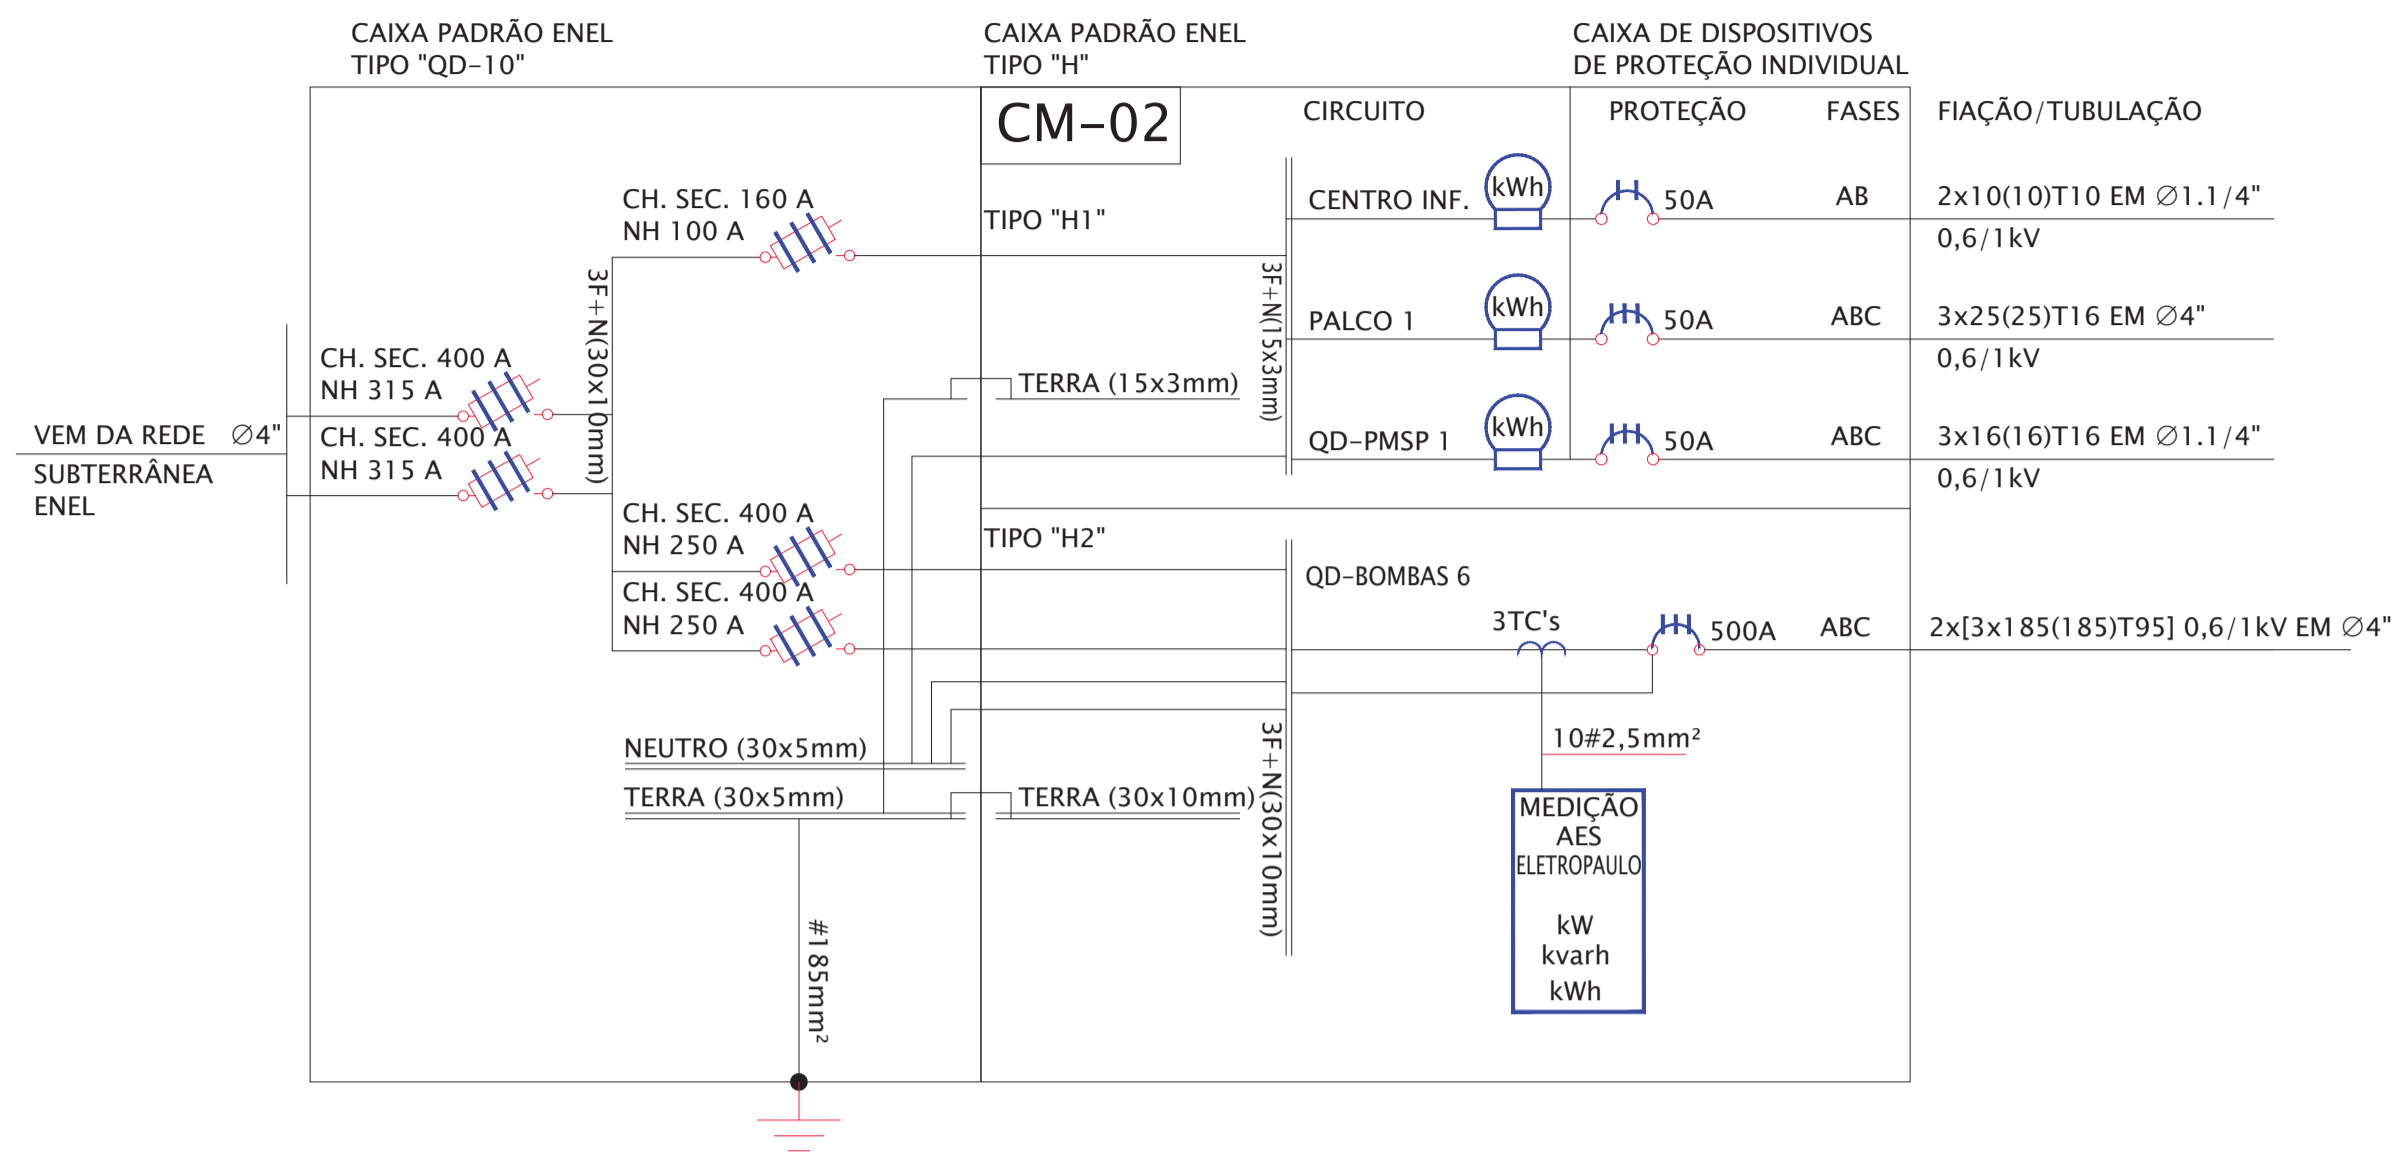 CAIXA PADRÃO ENEL
TIPO "QD-10"
CAIXA PADRÃO ENEL
TIPO "H"
CAIXA DE DISPOSITIVOS
DE PROTEÇÃO INDIVIDUAL
CM-02
CIRCUITO
PROTEÇÃO
FASES
FIAÇÃO/TUBULAÇÃO
CH. SEC. 160 A
NH 100 A
TIPO "H1"
CENTRO INF.
kWh
50A
AB
2x10(10)T10 EM Ø1.1/4"
0,6/1kV
3F+N(30x10mm)
3F+N(15x3mm)
PALCO 1
kWh
50A
ABC
3x25(25)T16 EM Ø4"
0,6/1kV
CH. SEC. 400 A
NH 315 A
TERRA (15x3mm)
VEM DA REDE Ø4"
SUBTERRÂNEA
ENEL
CH. SEC. 400 A
NH 315 A
QD-PMSP 1
kWh
50A
ABC
3x16(16)T16 EM Ø1.1/4"
0,6/1kV
CH. SEC. 400 A
NH 250 A
TIPO "H2"
QD-BOMBAS 6
CH. SEC. 400 A
NH 250 A
3TC's
500A
ABC
2x[3x185(185)T95] 0,6/1kV EM Ø4"
NEUTRO (30x5mm)
TERRA (30x5mm)
TERRA (30x10mm)
3F+N(30x10mm)
10#2,5mm²
MEDIÇÃO
AES
ELETROPAULO
kW
kvarh
kWh
#185mm²